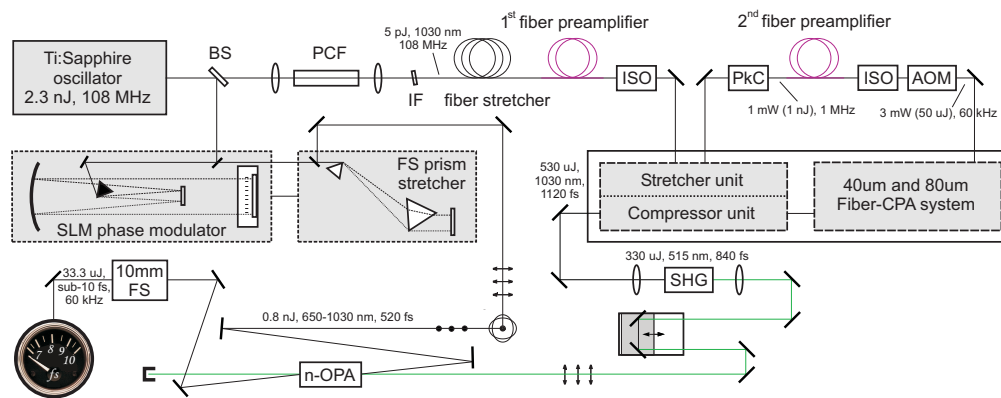 Ti:Sapphire
oscillator
2.3 nJ, 108 MHz
BS
PCF
IF
5 pJ, 1030 nm
108 MHz
1st fiber preamplifier
fiber stretcher
ISO
2nd fiber preamplifier
PkC
1 mW (1 nJ), 1 MHz
ISO
AOM
3 mW (50 uJ), 60 kHz
SLM phase modulator
FS prism
stretcher
530 uJ,
1030 nm,
1120 fs
Stretcher unit
Compressor unit
40um and 80um
Fiber-CPA system
33.3 uJ,
sub-10 fs,
60 kHz
10mm
FS
0.8 nJ, 650-1030 nm, 520 fs
330 uJ, 515 nm, 840 fs
SHG
7 8 9 10
fs
n-OPA